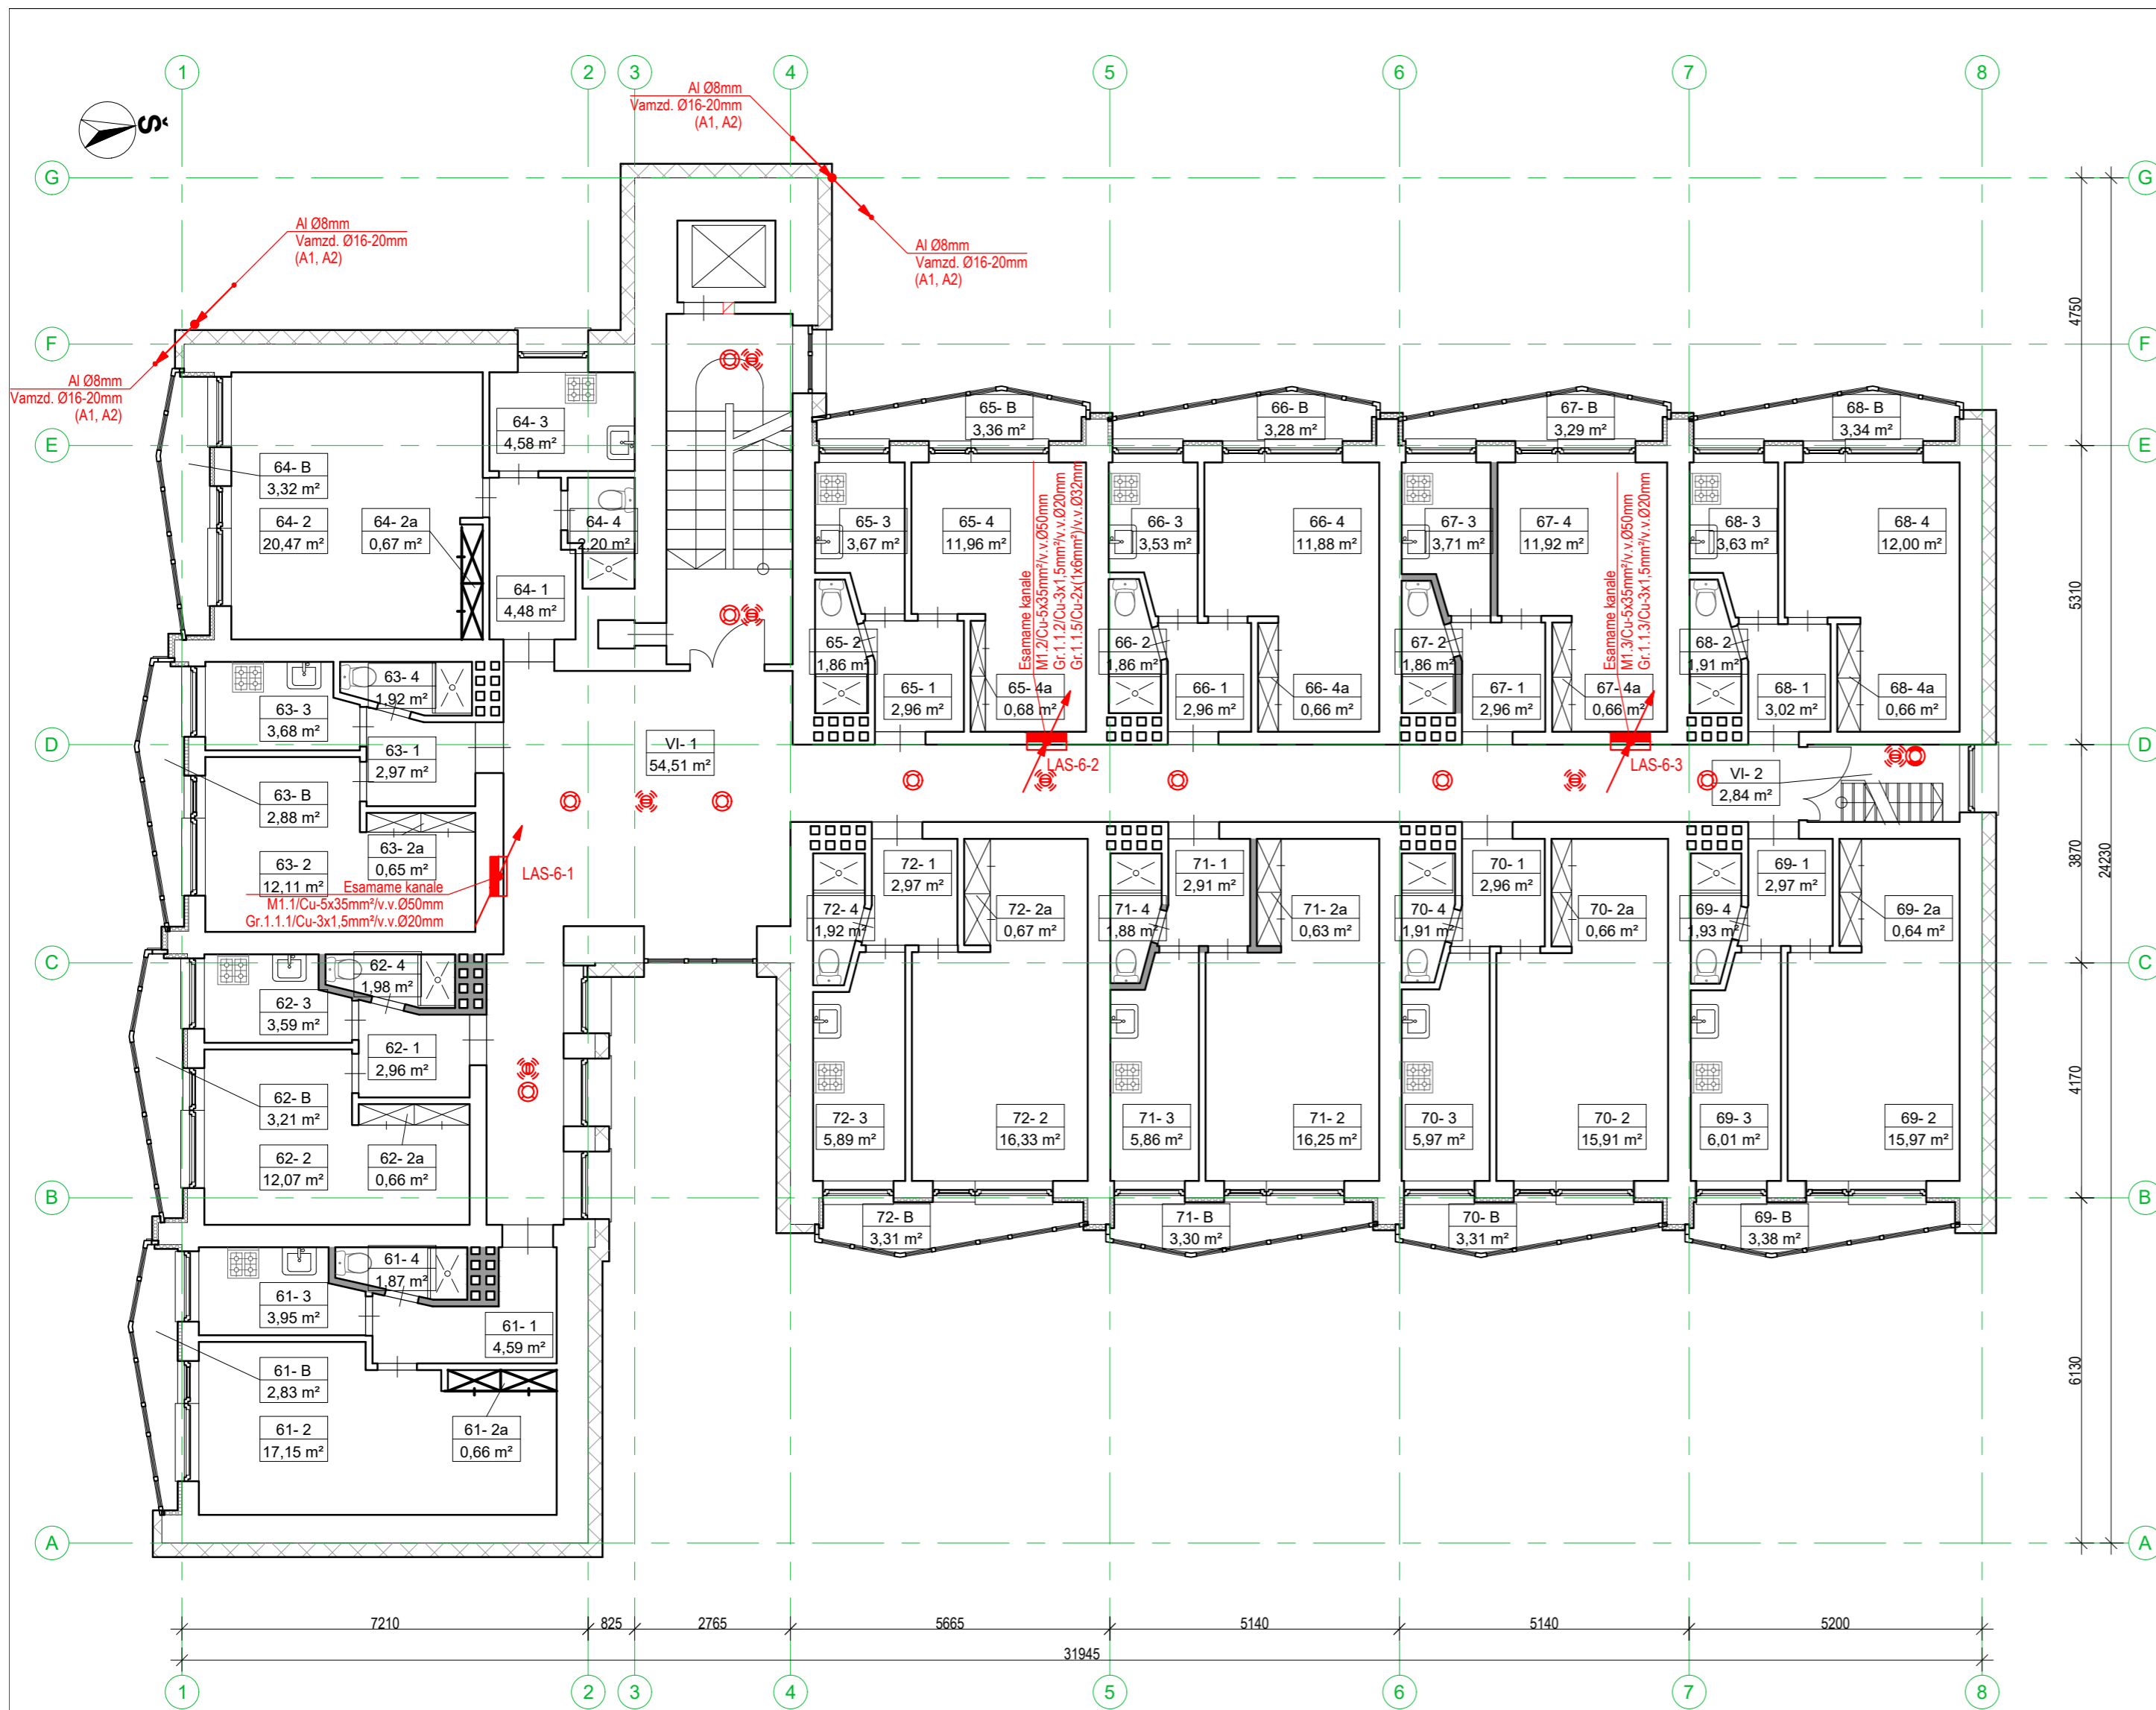 1
2
3
4
5
6
7
8
Š
Al Ø8mm
Vamzd. Ø16-20mm
(A1, A2)
G
G
Al Ø8mm
Vamzd. Ø16-20mm
(A1, A2)
Al Ø8mm
Vamzd. Ø16-20mm
(A1, A2)
4750
F
F
Al Ø8mm
Vamzd. Ø16-20mm
(A1, A2)
64- 3
4,58 m²
65- B
3,36 m²
66- B
3,28 m²
67- B
3,29 m²
68- B
3,34 m²
E
E
64- B
3,32 m²
64- 2
20,47 m²
64- 2a
0,67 m²
64- 4
2,20 m²
64- 1
4,48 m²
65- 3
3,67 m²
65- 4
11,96 m²
Esamame kanale
M1.2/Cu-5x35mm²/v.v.Ø50mm
Gr.1.1.2/Cu-3x1,5mm²/v.v.Ø20mm
Gr.1.1.5/Cu-2x(1x6mm²)/v.v.Ø32mm
66- 3
3,53 m²
66- 4
11,88 m²
67- 3
3,71 m²
67- 4
11,92 m²
Esamame kanale
M1.3/Cu-5x35mm²/v.v.Ø50mm
Gr.1.1.3/Cu-3x1,5mm²/v.v.Ø20mm
68- 3
3,63 m²
68- 4
12,00 m²
5310
65- 2
1,86 m²
66- 2
1,86 m²
67- 2
1,86 m²
68- 2
1,91 m²
65- 1
2,96 m²
65- 4a
0,68 m²
66- 1
2,96 m²
66- 4a
0,66 m²
67- 1
2,96 m²
67- 4a
0,66 m²
68- 1
3,02 m²
68- 4a
0,66 m²
63- 4
1,92 m²
63- 3
3,68 m²
63- 1
2,97 m²
D
D
VI- 1
54,51 m²
LAS-6-2
LAS-6-3
VI- 2
2,84 m²
63- B
2,88 m²
63- 2
12,11 m²
63- 2a
0,65 m²
LAS-6-1
Esamame kanale
M1.1/Cu-5x35mm²/v.v.Ø50mm
Gr.1.1.1/Cu-3x1,5mm²/v.v.Ø20mm
3870
24230
72- 1
2,97 m²
71- 1
2,91 m²
70- 1
2,96 m²
69- 1
2,97 m²
72- 4
1,92 m²
72- 2a
0,67 m²
71- 4
1,88 m²
71- 2a
0,63 m²
70- 4
1,91 m²
70- 2a
0,66 m²
69- 4
1,93 m²
69- 2a
0,64 m²
C
C
62- 4
1,98 m²
62- 3
3,59 m²
62- 1
2,96 m²
62- B
3,21 m²
62- 2
12,07 m²
62- 2a
0,66 m²
4170
72- 3
5,89 m²
72- 2
16,33 m²
71- 3
5,86 m²
71- 2
16,25 m²
70- 3
5,97 m²
70- 2
15,91 m²
69- 3
6,01 m²
69- 2
15,97 m²
B
B
72- B
3,31 m²
71- B
3,30 m²
70- B
3,31 m²
69- B
3,38 m²
61- 4
1,87 m²
61- 3
3,95 m²
61- 1
4,59 m²
61- B
2,83 m²
61- 2
17,15 m²
61- 2a
0,66 m²
6130
A
A
7210
825
2765
5665
5140
5140
5200
31945
1
2
3
4
5
6
7
8